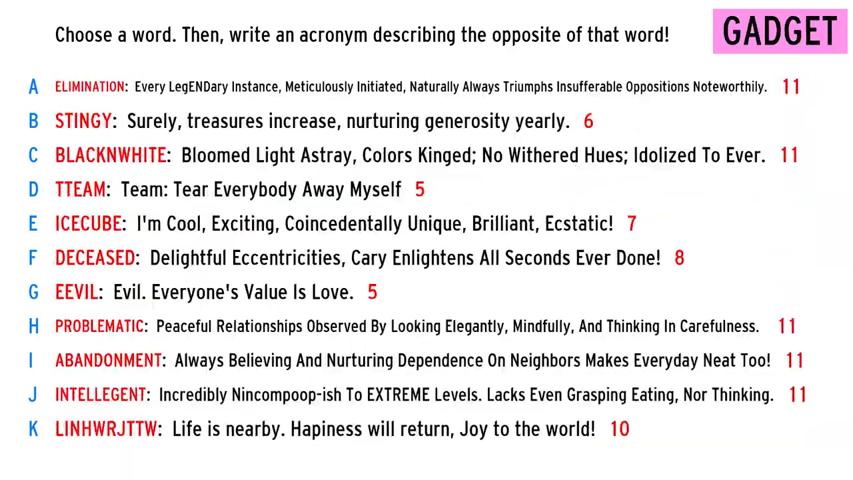 Choose a word. Then, write an acronym describing the opposite of that word!
GADGET
A ELIMINATION: Every LegENDary Instance, Meticulously Initiated, Naturally Always Triumphs Insufferable Oppositions Noteworthily. 11
B STINGY: Surely, treasures increase, nurturing generosity yearly. 6
C BLACKNWHITE: Bloomed Light Astray, Colors Kinged; No Withered Hues; Idolized To Ever. 11
D TTEAM: Team: Tear Everybody Away Myself 5
E ICECUBE: I'm Cool, Exciting, Coincedentally Unique, Brilliant, Ecstatic! 7
F DECEASED: Delightful Eccentricities, Cary Enlightens All Seconds Ever Done! 8
G EEVIL: Evil. Everyone's Value Is Love. 5
H PROBLEMATIC: Peaceful Relationships Observed By Looking Elegantly, Mindfully, And Thinking In Carefulness. 11
I ABANDONMENT: Always Believing And Nurturing Dependence On Neighbors Makes Everyday Neat Too! 11
J INTELLEGENT: Incredibly Nincompoop-ish To EXTREME Levels. Lacks Even Grasping Eating, Nor Thinking. 11
K LINHWRJTTW: Life is nearby. Hapiness will return, Joy to the world! 10